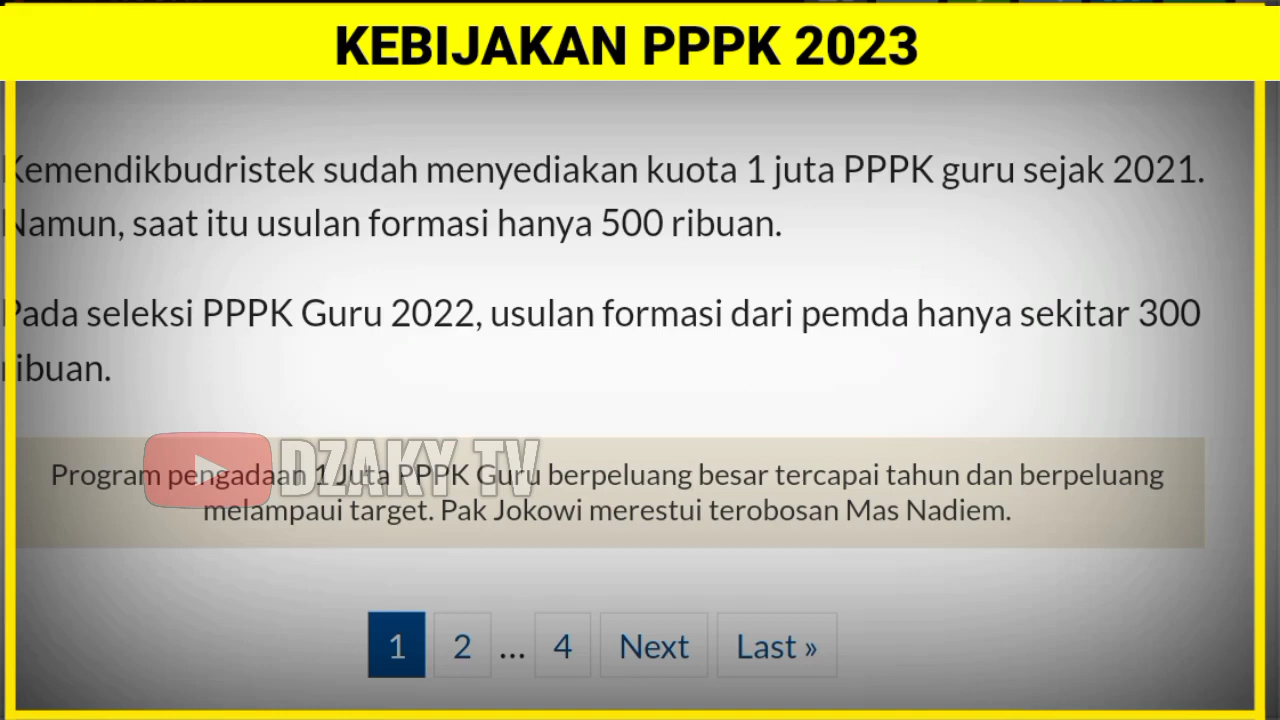 KEBIJAKAN PPPK 2023
Kemendikbudristek sudah menyediakan kuota 1 juta PPPK guru sejak 2021.
Namun, saat itu usulan formasi hanya 500 ribuan.
Pada seleksi PPPK Guru 2022, usulan formasi dari pemda hanya sekitar 300
ribuan.
DZAKY TV
Program pengadaan 1 Juta PPPK Guru berpeluang besar tercapai tahun dan berpeluang
melampaui target. Pak Jokowi merestui terobosan Mas Nadiem.
1 2 ... 4 Next Last »